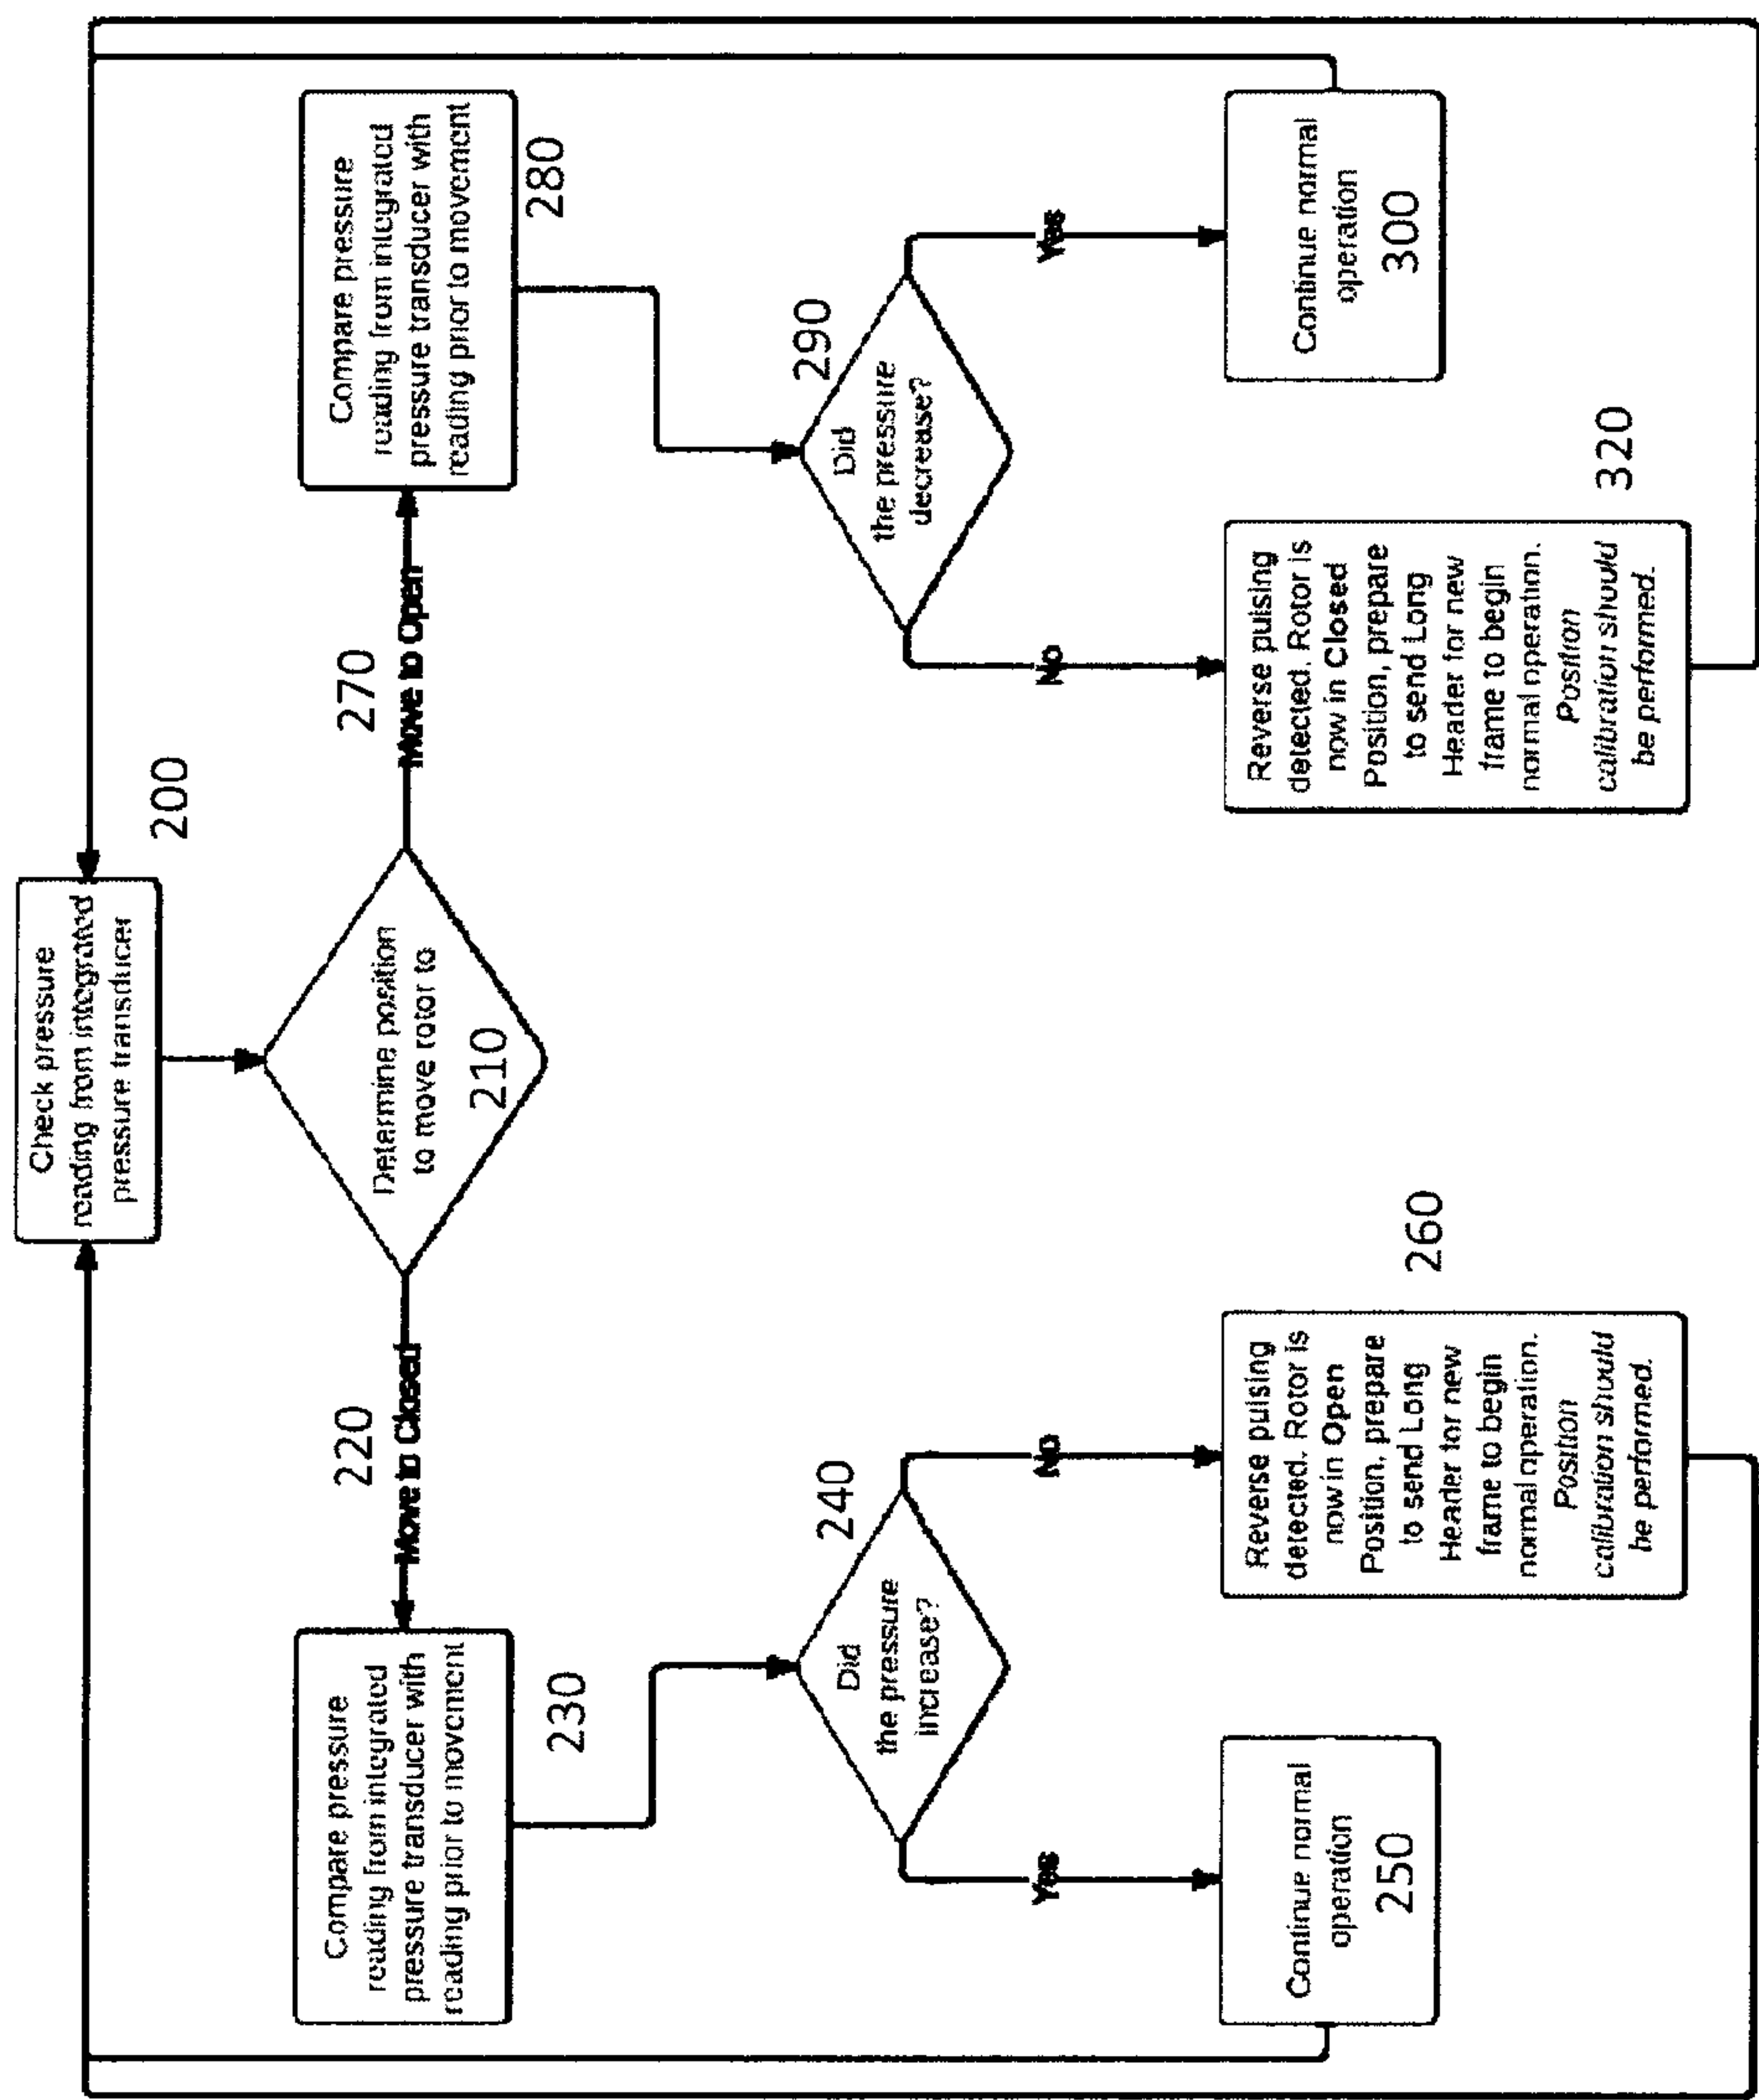 Check pressure
reading from integrated
pressure transducer
200
Determine position
to move rotor to
210
220
Move to Closed
270
Move to Open
Compare pressure
reading from integrated
pressure transducer with
reading prior to movement
230
Compare pressure
reading from integrated
pressure transducer with
reading prior to movement
280
Did
the pressure
increase?
240
Did
the pressure
decrease?
290
Yes
No
No
Yes
Continue normal
operation
250
Reverse pulsing
detected. Rotor is
now in Open
Position, prepare
to send Long
Header for new
frame to begin
normal operation.
Position
calibration should
be performed.
260
Reverse pulsing
detected. Rotor is
now in Closed
Position, prepare
to send Long
Header for new
frame to begin
normal operation.
Position
calibration should
be performed.
320
Continue normal
operation
300